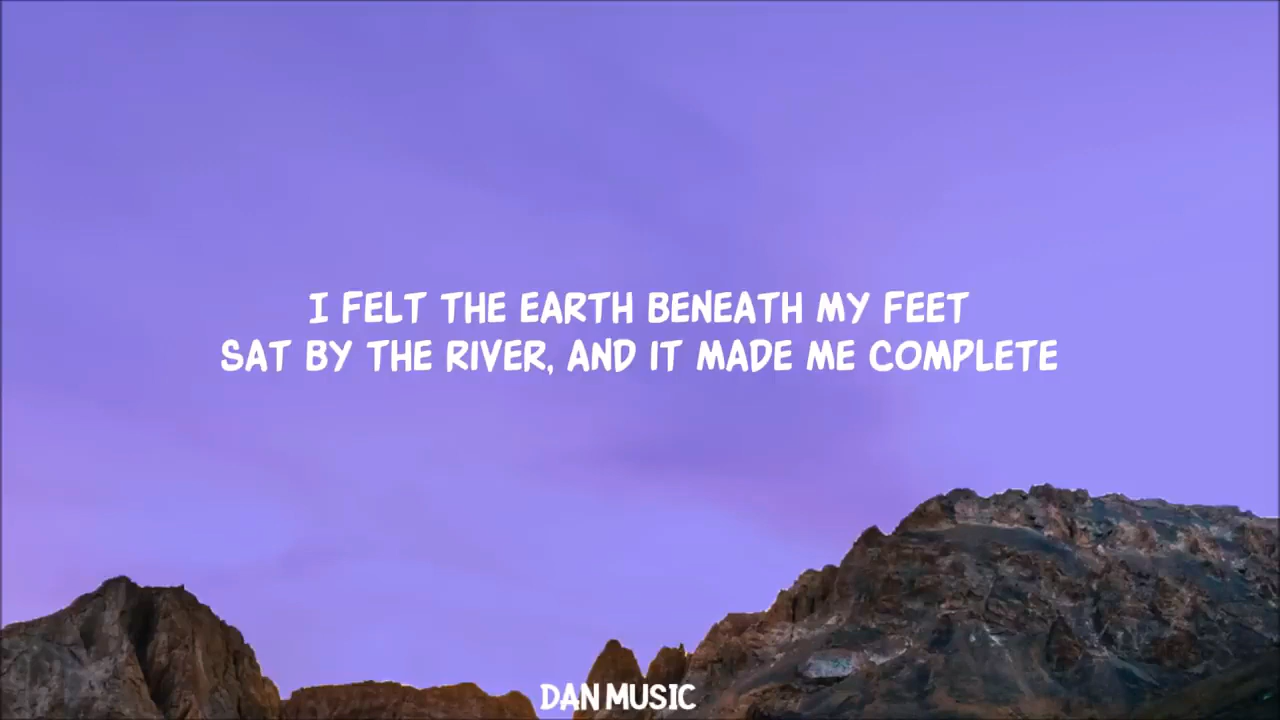 I FELT THE EARTH BENEATH MY FEET
SAT BY THE RIVER, AND IT MADE ME COMPLETE
DAN MUSIC